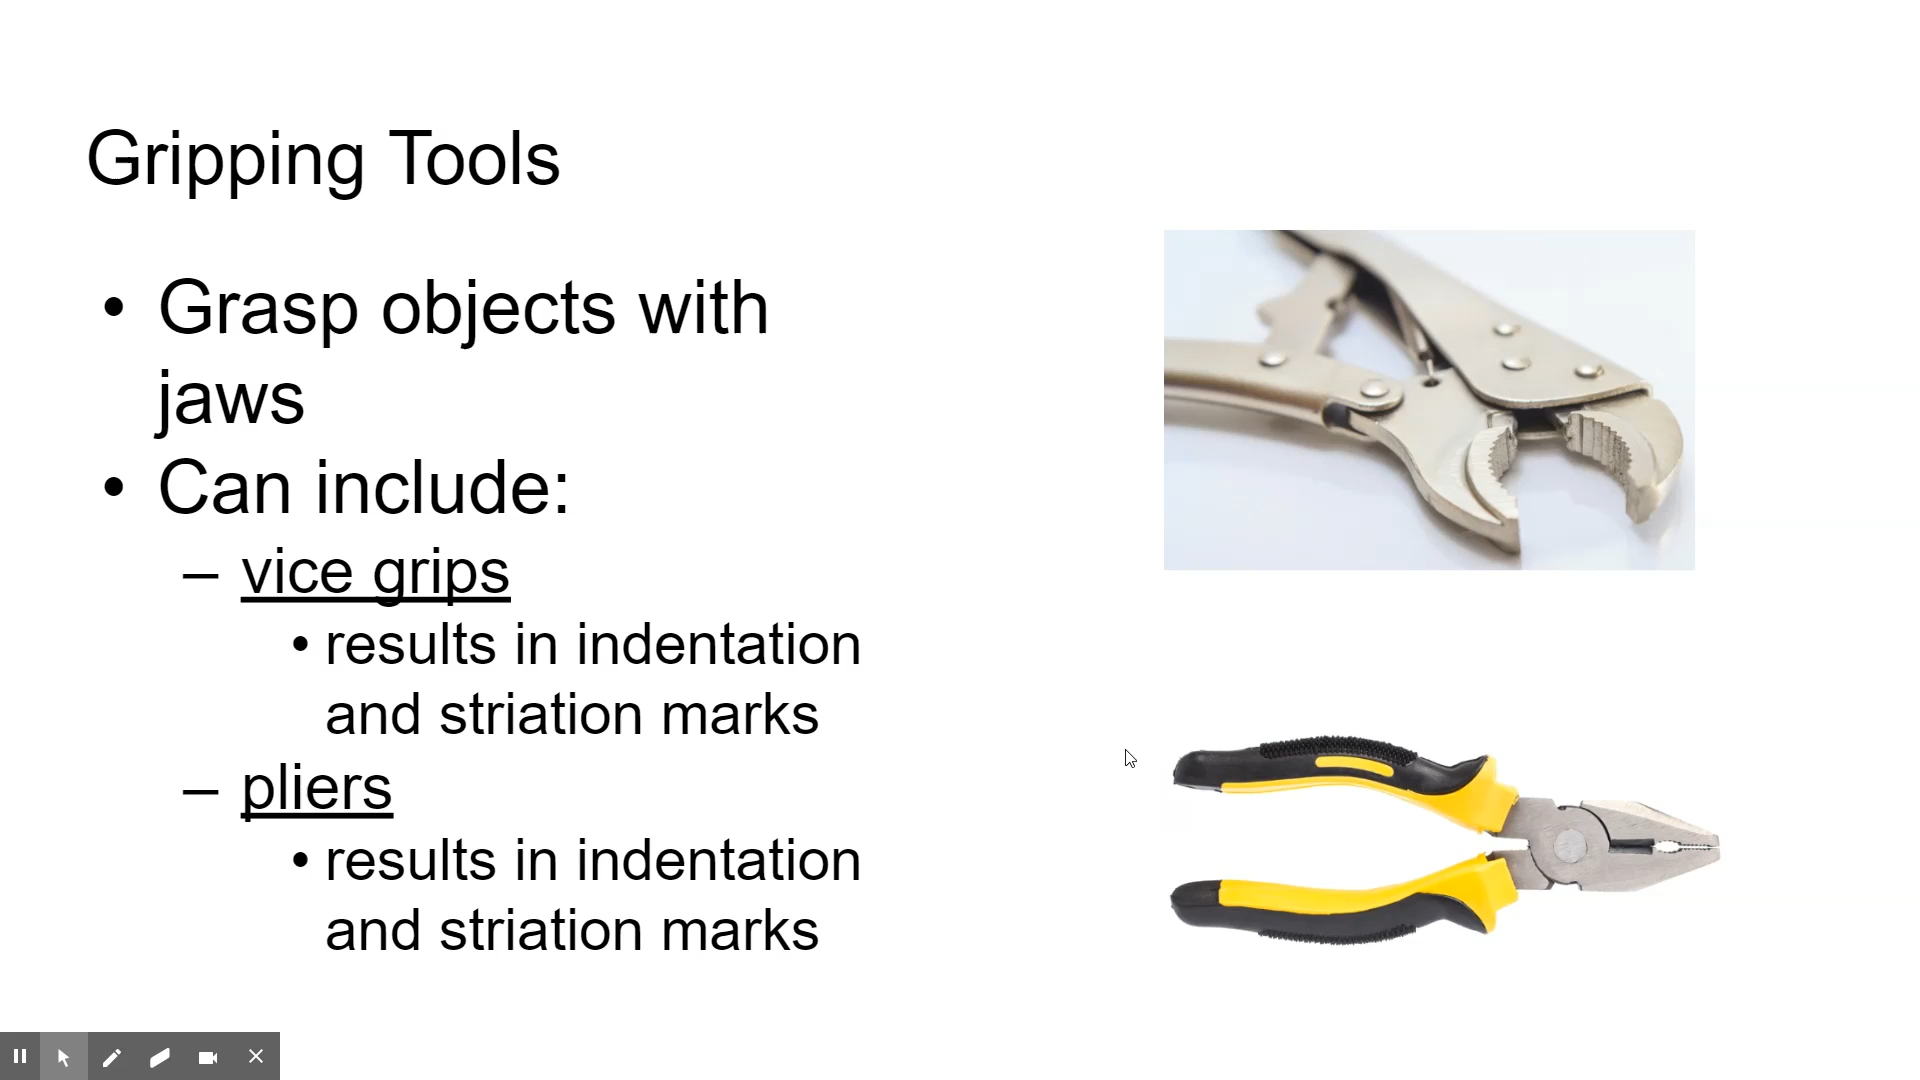 Gripping Tools
• Grasp objects with
jaws
• Can include:
– vice grips
• results in indentation
and striation marks
– pliers
• results in indentation
and striation marks